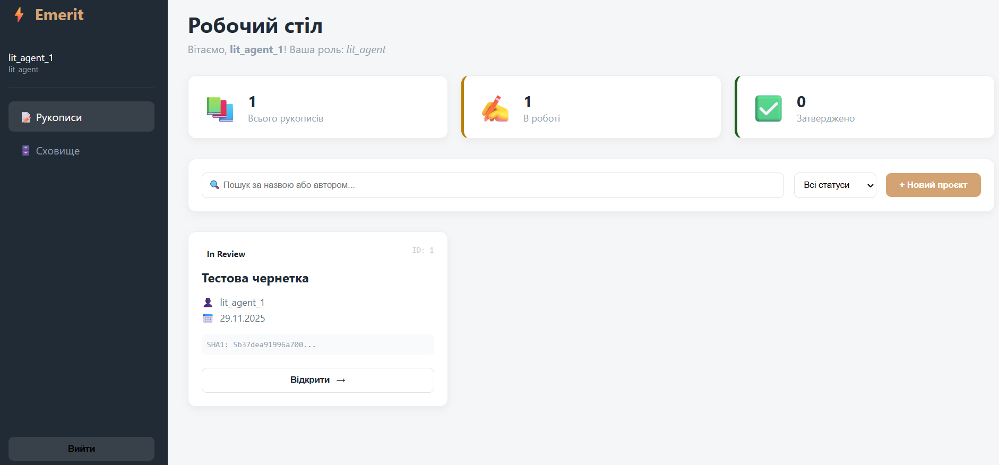 Emerit
lit_agent_1
lit_agent
Рукописи
Сховище
Вийти
Робочий стіл
Вітаємо, lit_agent_1! Ваша роль: lit_agent
1
Всього рукописів
1
В роботі
0
Затверджено
Пошук за назвою або автором...
Всі статуси
+ Новий проєкт
In Review
ID: 1
Тестова чернетка
lit_agent_1
29.11.2025
SHA1: 5b37dea91996a700...
Відкрити →